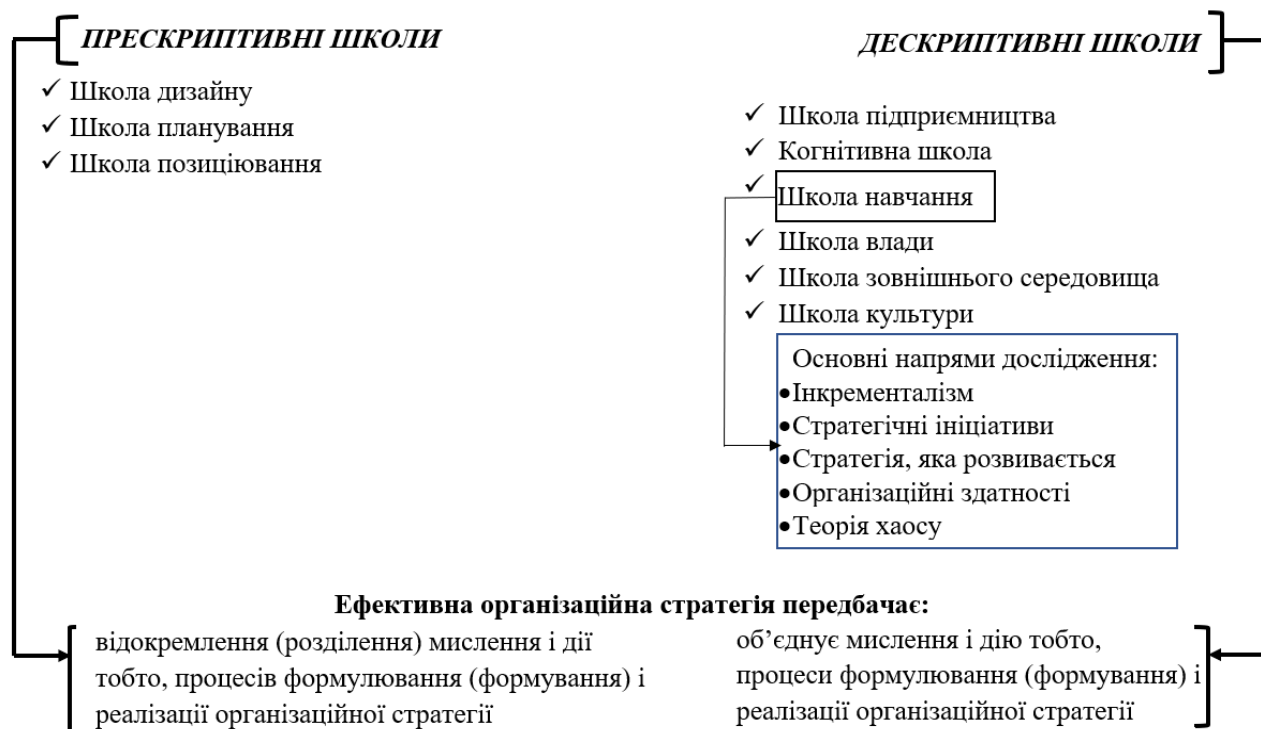 ПРЕСКРИПТИВНІ ШКОЛИ
Школа дизайну
Школа планування
Школа позиціювання
ДЕСКРИПТИВНІ ШКОЛИ
Школа підприємництва
Когнітивна школа
Школа навчання
Школа влади
Школа зовнішнього середовища
Школа культури
Основні напрями дослідження:
•Інкременталізм
•Стратегічні ініціативи
•Стратегія, яка розвивається
•Організаційні здатності
•Теорія хаосу
Ефективна організаційна стратегія передбачає:
відокремлення (розділення) мислення і дії
тобто, процесів формулювання (формування) і
реалізації організаційної стратегії
об’єднує мислення і дію тобто,
процеси формулювання (формування) і
реалізації організаційної стратегії